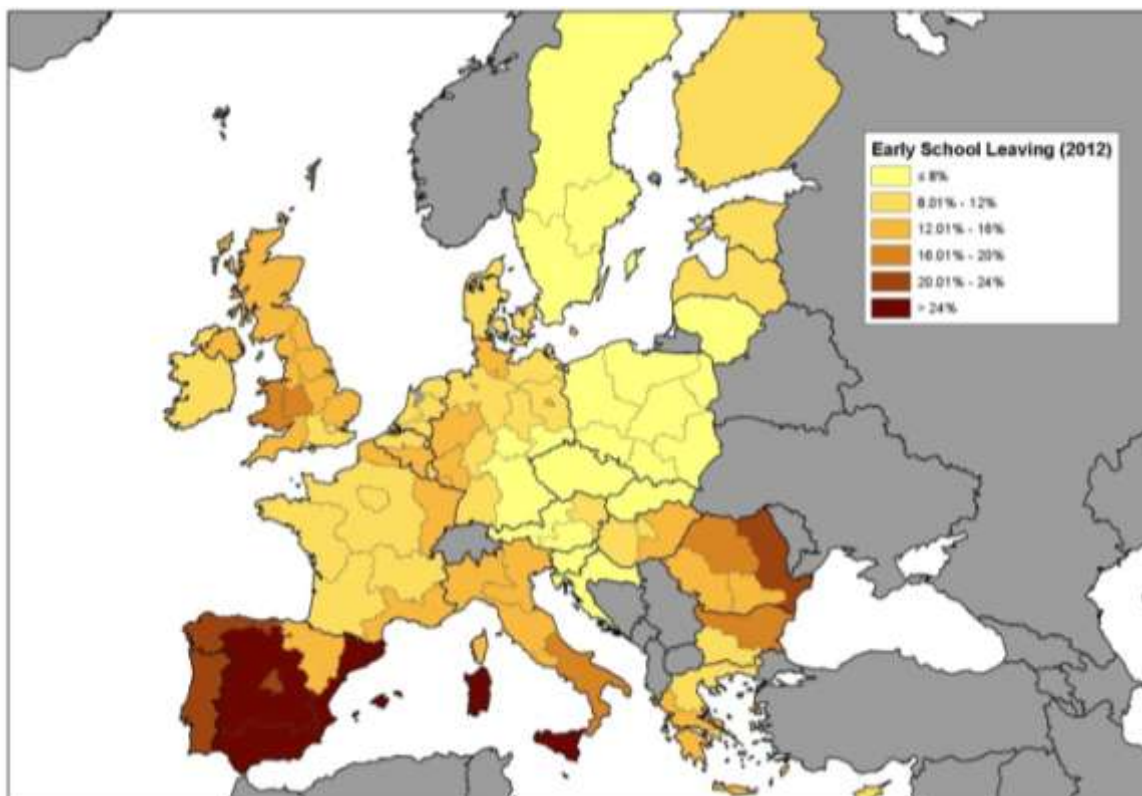 Early School Leaving (2012)
≤ 8%
8.01% - 12%
12.01% - 16%
16.01% - 20%
20.01% - 24%
> 24%